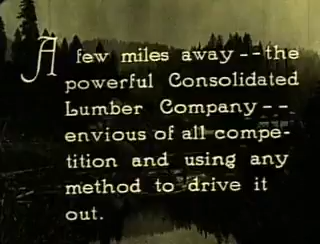 A few miles away--the
powerful Consolidated
Lumber Company--
envious of all compe-
tition and using any
method to drive it
out.